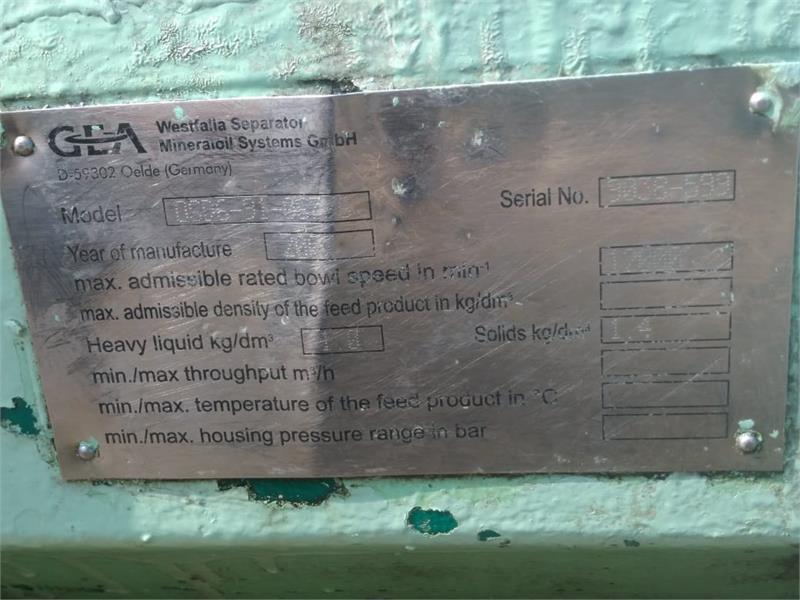 GEA Westfalia Separator
Mineraloil Systems GmbH
D-59302 Oelde (Germany)
Model
Serial No.
Year of manufacture
max. admissible rated bowl speed in min-¹
max. admissible density of the feed product in kg/dm³
Heavy liquid kg/dm³ Solids kg/dm³ 1.4
min./max throughput m³/h
min./max. temperature of the feed product in °C
min./max. housing pressure range in bar